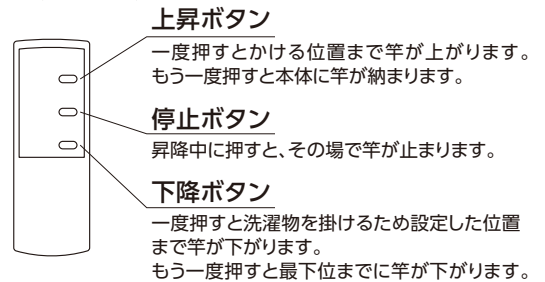 上昇ボタン
一度押すとかける位置まで竿が上がります。
もう一度押すと本体に竿が納まります。
停止ボタン
昇降中に押すと、その場で竿が止まります。
下降ボタン
一度押すと洗濯物を掛けるため設定した位置
まで竿が下がります。
もう一度押すと最下位までに竿が下がります。